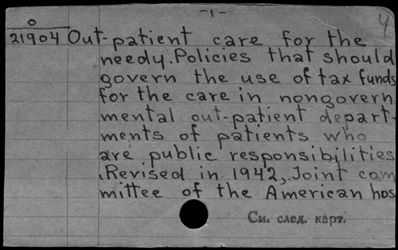 -1-
4
0
21904 Out-patient care for the
needy. Policies that should
govern the use of tax funds
for the care in nongovern
mental out-patient depart-
ments of patients who
are public responsibilities
.Revised in 1942, Joint com
mittee of the American hos
См. след. карт.